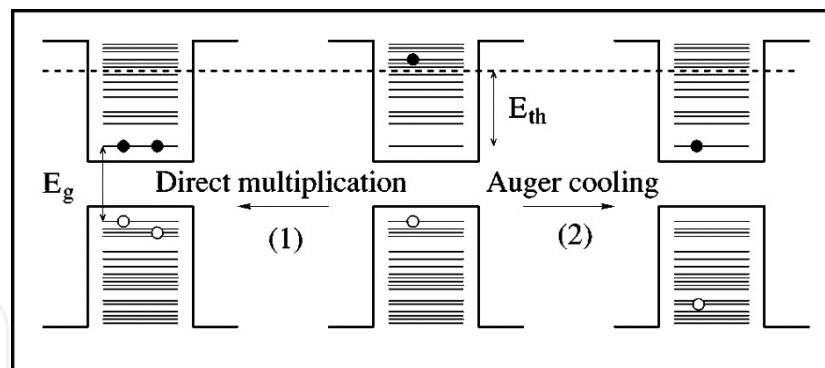 E_th
E_g
Direct multiplication
Auger cooling
(1)
(2)